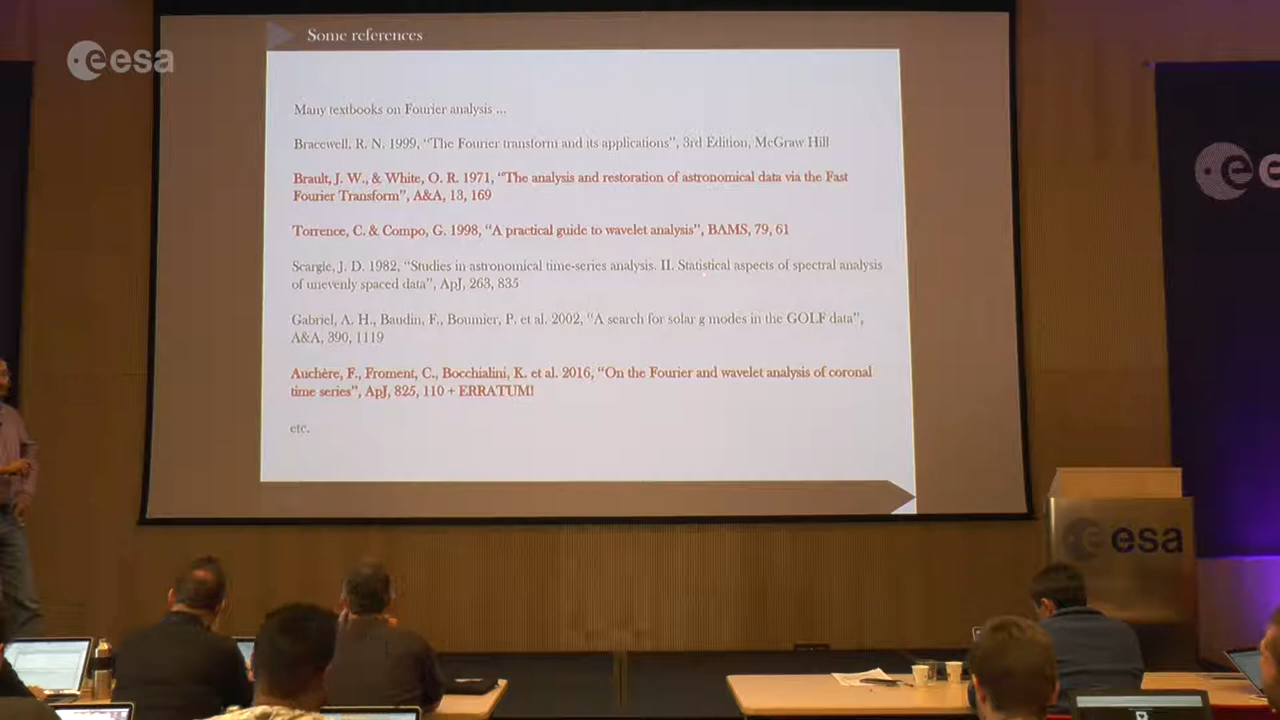 esa
Some references
Many textbooks on Fourier analysis ...
Bracewell, R. N. 1999, “The Fourier transform and its applications”, 3rd Edition, McGraw Hill
Brault, J. W., & White, O. R. 1971, “The analysis and restoration of astronomical data via the Fast
Fourier Transform”, A&A, 13, 169
Torrence, C. & Compo, G. 1998, “A practical guide to wavelet analysis”, BAMS, 79, 61
Scargle, J. D. 1982, “Studies in astronomical time-series analysis. II. Statistical aspects of spectral analysis
of unevenly spaced data”, ApJ, 263, 835
Gabriel, A. H., Baudin, F., Boumier, P. et al. 2002, “A search for solar g modes in the GOLF data”,
A&A, 390, 1119
Auchère, F., Froment, C., Bocchialini, K. et al. 2016, “On the Fourier and wavelet analysis of coronal
time series”, ApJ, 825, 110 + ERRATUM!
etc.
esa